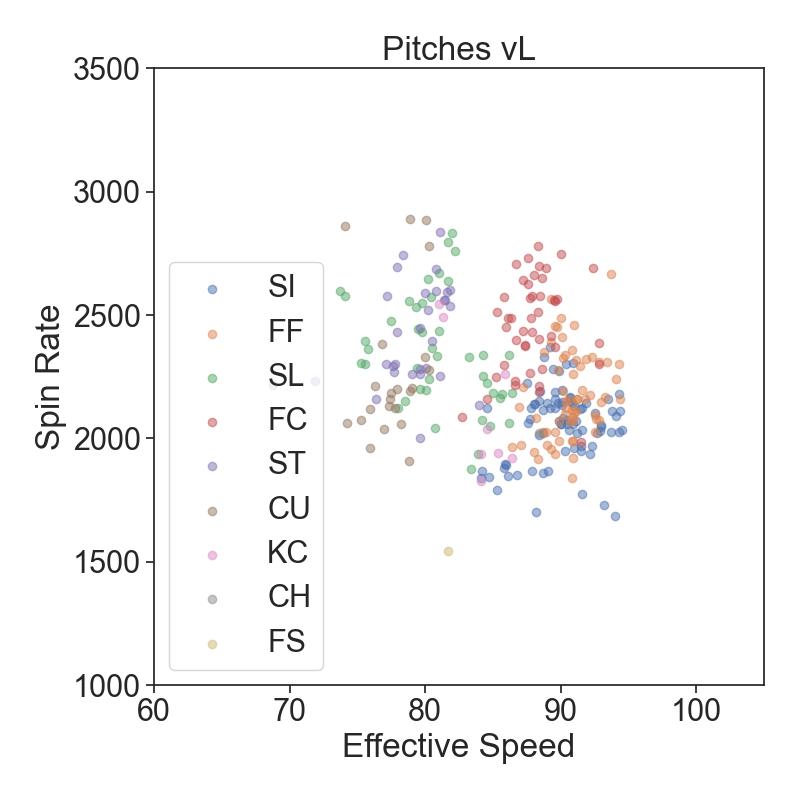 Pitches vL
3500
3000
2500
2000
1500
1000
Spin Rate
SI
FF
SL
FC
ST
CU
KC
CH
FS
60 70 80 90 100
Effective Speed